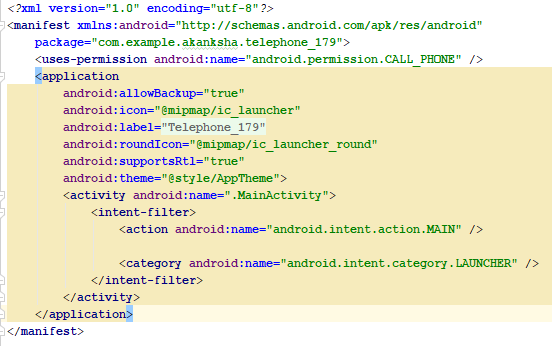 <?xml version="1.0" encoding="utf-8"?>
<manifest xmlns:android="http://schemas.android.com/apk/res/android"
    package="com.example.akanksha.telephone_179">
    <uses-permission android:name="android.permission.CALL_PHONE" />
    <application
        android:allowBackup="true"
        android:icon="@mipmap/ic_launcher"
        android:label="Telephone_179"
        android:roundIcon="@mipmap/ic_launcher_round"
        android:supportsRtl="true"
        android:theme="@style/AppTheme">
        <activity android:name=".MainActivity">
            <intent-filter>
                <action android:name="android.intent.action.MAIN" />

                <category android:name="android.intent.category.LAUNCHER" />
            </intent-filter>
        </activity>
    </application>
</manifest>